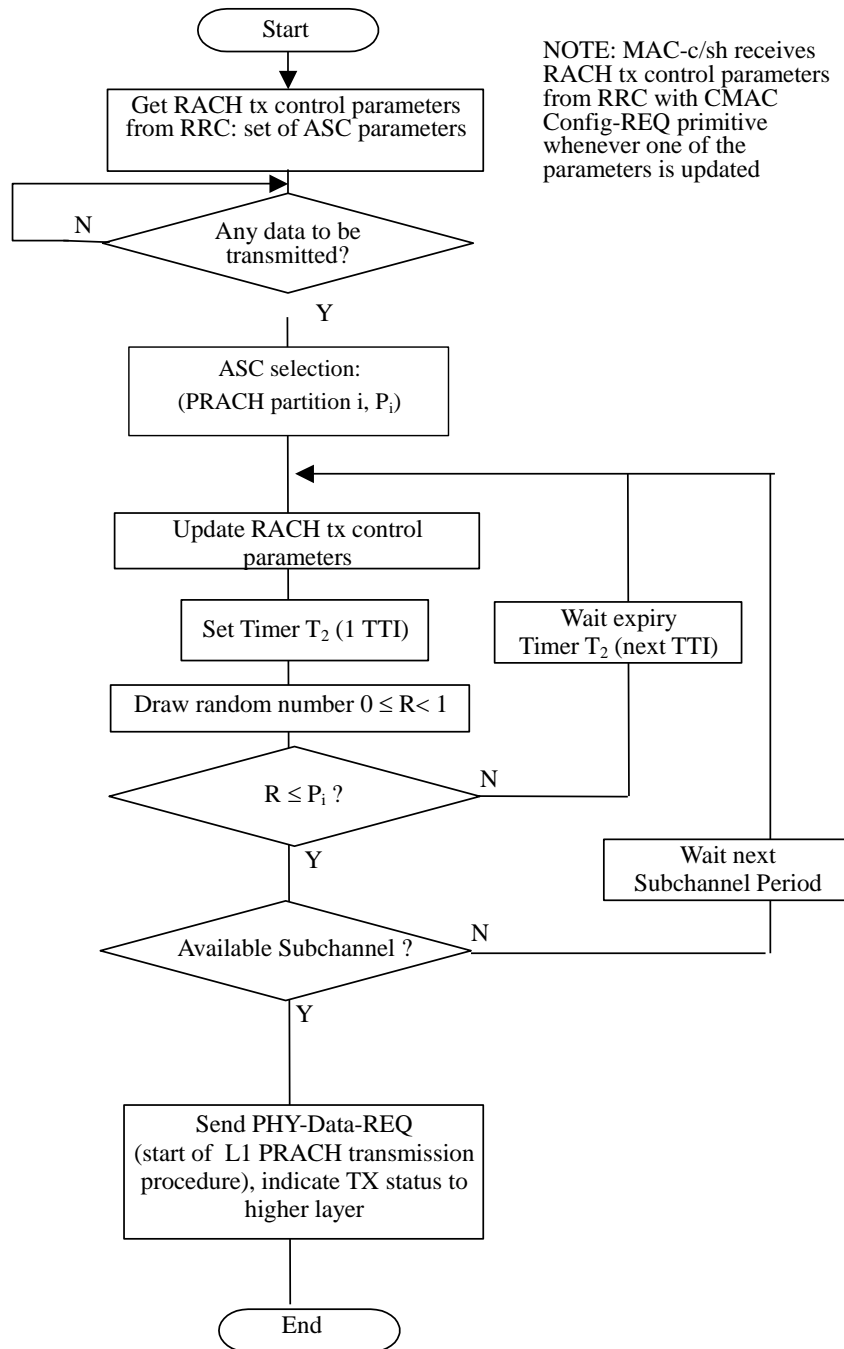 Start
NOTE: MAC-c/sh receives
RACH tx control parameters
from RRC with CMAC
Config-REQ primitive
whenever one of the
parameters is updated
Get RACH tx control parameters
from RRC: set of ASC parameters
N
Any data to be
transmitted?
Y
ASC selection:
(PRACH partition i, Pi)
Update RACH tx control
parameters
Set Timer T2 (1 TTI)
Wait expiry
Timer T2 (next TTI)
Draw random number 0 ≤ R< 1
N
R ≤ Pi ?
Y
Wait next
Subchannel Period
N
Available Subchannel ?
Y
Send PHY-Data-REQ
(start of L1 PRACH transmission
procedure), indicate TX status to
higher layer
End